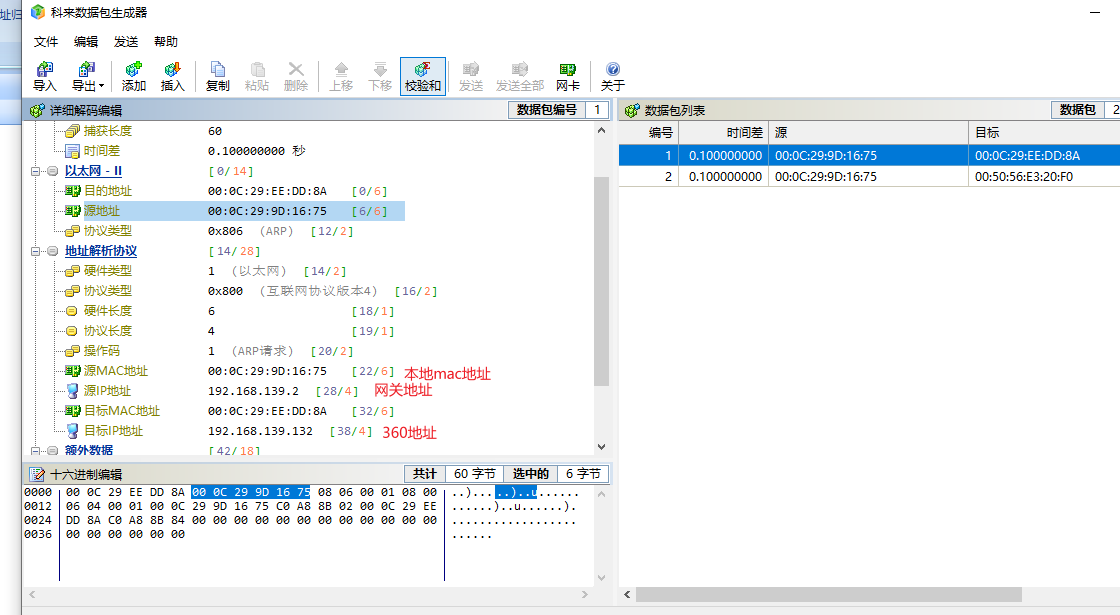 址归
科来数据包生成器
文件 编辑 发送 帮助
导入 导出 添加 插入 复制 粘贴 删除 上移 下移 校验和 发送 发送全部 网卡 关于
详细解码编辑 数据包编号 1
捕获长度 60
时间差 0.100000000 秒
以太网 - II [0/14]
目的地址 00:0C:29:EE:DD:8A [0/6]
源地址 00:0C:29:9D:16:75 [6/6]
协议类型 0x806 (ARP) [12/2]
地址解析协议 [14/28]
硬件类型 1 (以太网) [14/2]
协议类型 0x800 (互联网协议版本4) [16/2]
硬件长度 6 [18/1]
协议长度 4 [19/1]
操作码 1 (ARP请求) [20/2]
源MAC地址 00:0C:29:9D:16:75 [22/6] 本地mac地址
源IP地址 192.168.139.2 [28/4] 网关地址
目标MAC地址 00:0C:29:EE:DD:8A [32/6]
目标IP地址 192.168.139.132 [38/4] 360地址
额外数据 [42/18]
十六进制编辑 共计 60 字节 选中的 6 字节
0000 00 0C 29 EE DD 8A 00 0C 29 9D 16 75 08 06 00 01 08 00 ..).....)..u......
0012 06 04 00 01 00 0C 29 9D 16 75 C0 A8 8B 02 00 0C 29 EE ......)..u......).
0024 DD 8A C0 A8 8B 84 00 00 00 00 00 00 00 00 00 00 00 00 ..................
0036 00 00 00 00 00 00 ......
数据包列表 数据包 2
编号 时间差 源 目标
1 0.100000000 00:0C:29:9D:16:75 00:0C:29:EE:DD:8A
2 0.100000000 00:0C:29:9D:16:75 00:50:56:E3:20:F0